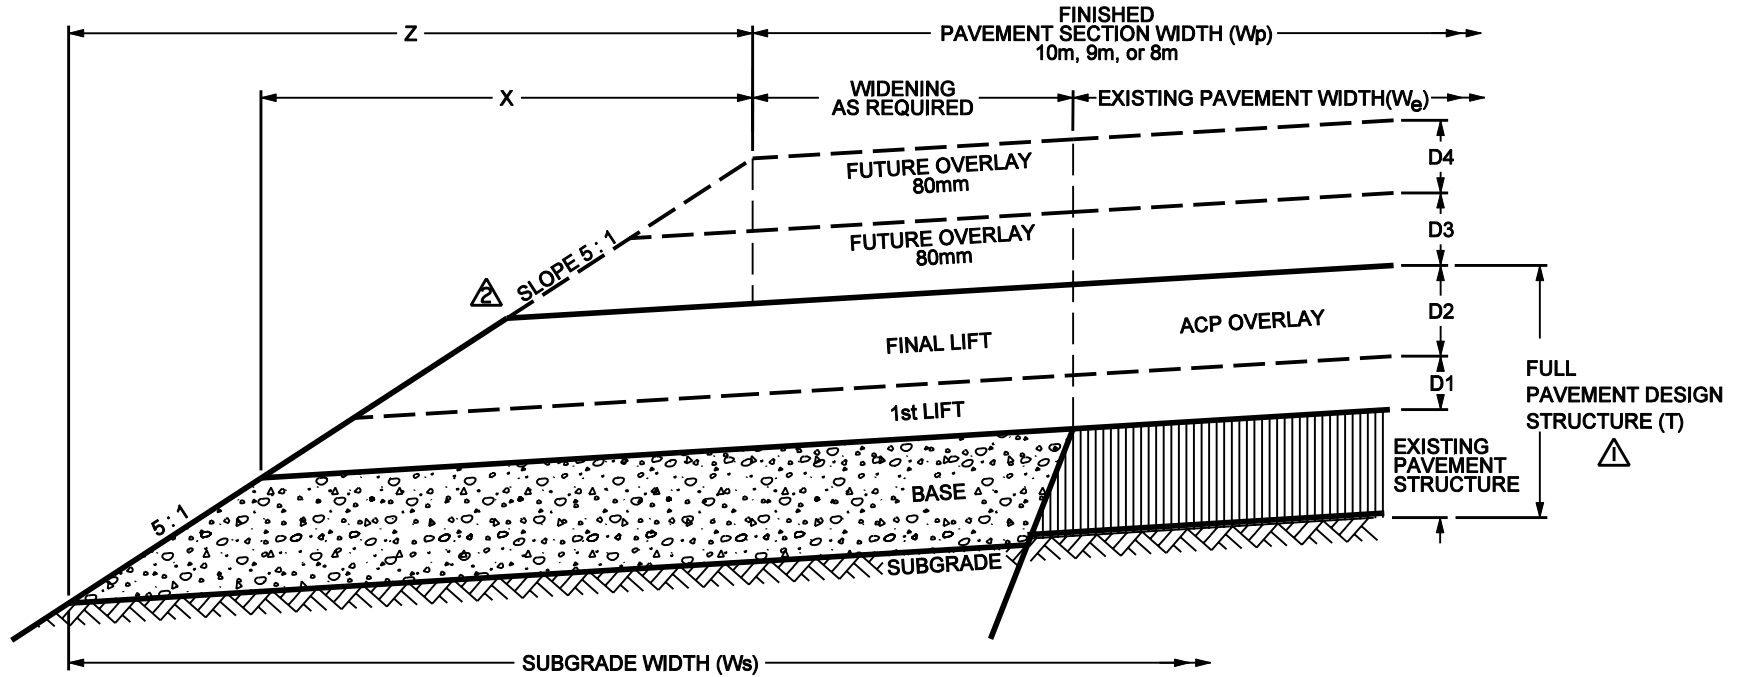 FINISHED
Z
PAVEMENT SECTION WIDTH (Wp)
10m, 9m, or 8m
X
WIDENING
AS REQUIRED
EXISTING PAVEMENT WIDTH(We)
FUTURE OVERLAY
80mm
D4
FUTURE OVERLAY
80mm
D3
2
SLOPE 5 : 1
FINAL LIFT
ACP OVERLAY
D2
1st LIFT
D1
FULL
PAVEMENT DESIGN
STRUCTURE (T)
1
EXISTING
PAVEMENT
STRUCTURE
5 : 1
BASE
SUBGRADE
SUBGRADE WIDTH (Ws)